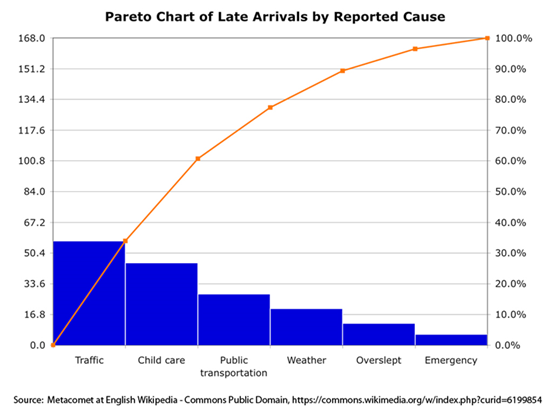 Pareto Chart of Late Arrivals by Reported Cause
168.0 100.0%
151.2 90.0%
134.4 80.0%
117.6 70.0%
100.8 60.0%
84.0 50.0%
67.2 40.0%
50.4 30.0%
33.6 20.0%
16.8 10.0%
0.0 0.0%
Traffic Child care Public Weather Overslept Emergency
transportation
Source: Metacomet at English Wikipedia - Commons Public Domain, https://commons.wikimedia.org/w/index.php?curid=6199854